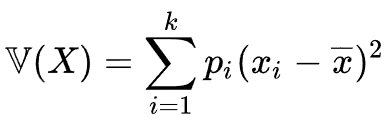 𝕍(X) = ∑_{i=1}^{k} p_i(x_i − x̅)²